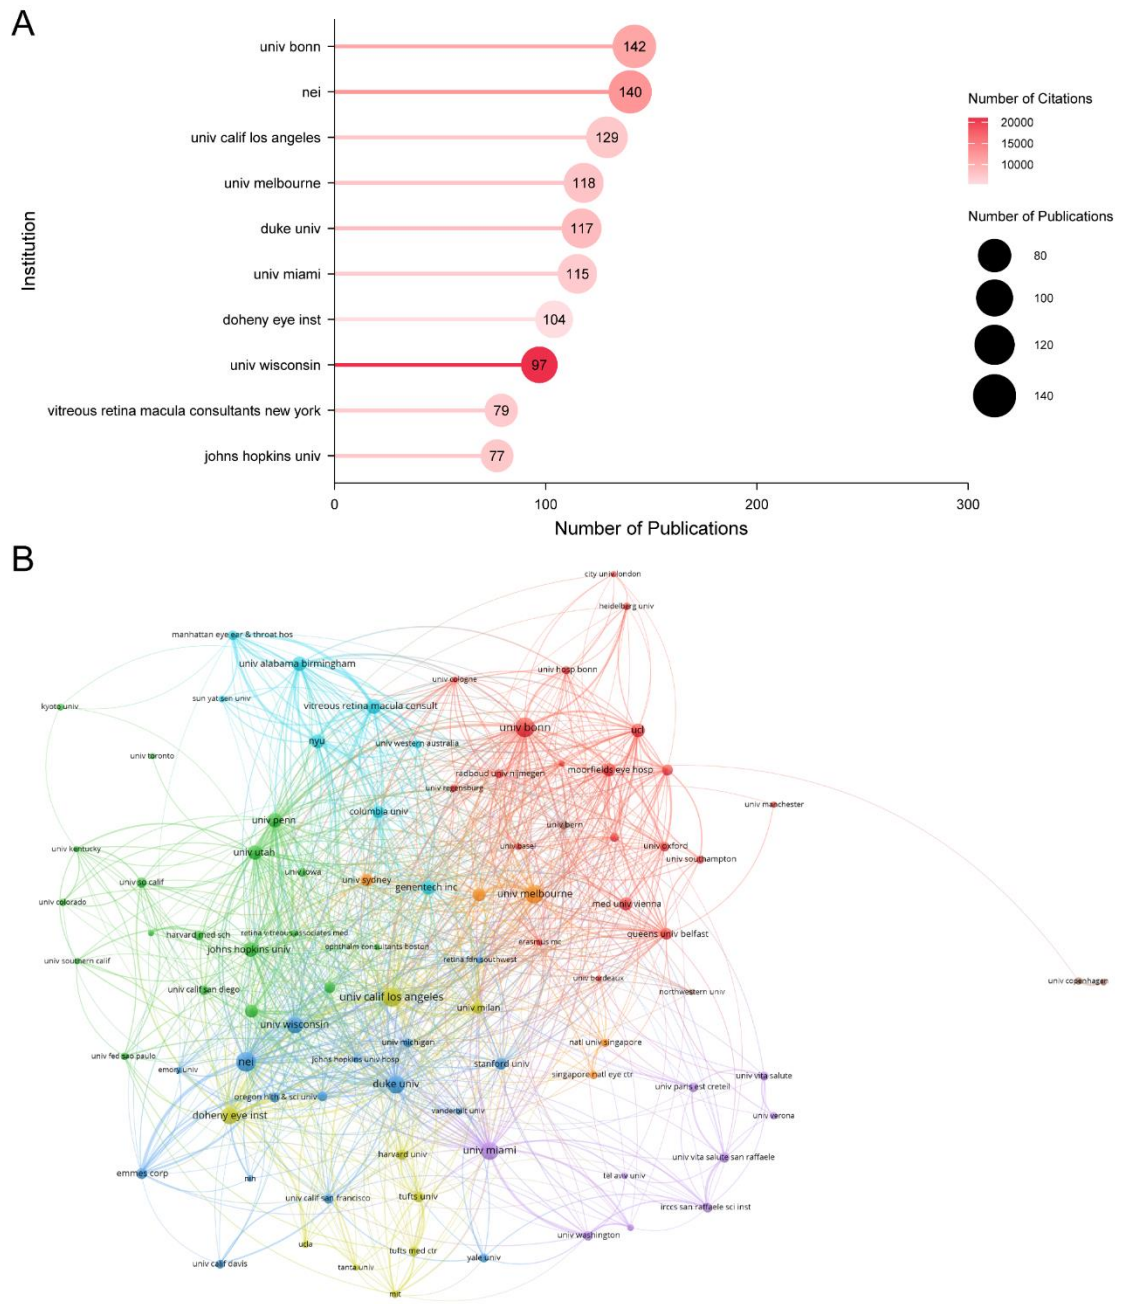 A
univ bonn
142
nei
140
univ calif los angeles
129
univ melbourne
118
duke univ
117
univ miami
115
doheny eye inst
104
univ wisconsin
97
vitreous retina macula consultants new york
79
johns hopkins univ
77
Institution
0
100
200
300
Number of Publications
Number of Citations
20000
15000
10000
Number of Publications
80
100
120
140
B
city univ london
heidelberg univ
manhattan eye ear & throat hos
univ alabama birmingham
univ hosp bonn
univ cologne
sun yat sen univ
kyoto univ
vitreous retina macula consult
univ bonn
ucl
nyu
univ western australia
univ toronto
radboud univ nijmegen
moorfields eye hosp
univ regensburg
univ manchester
columbia univ
univ penn
univ bern
univ kentucky
univ utah
univ basel
univ oxford
univ southampton
univ iowa
univ so calif
univ sydney
genentech inc
univ melbourne
univ colorado
med univ vienna
harvard med sch
retina vitreous associates med
queens univ belfast
johns hopkins univ
ophthalm consultants boston
erasmus mc
univ southern calif
retina fdn southwest
univ bordeaux
univ copenhagen
univ calif san diego
univ calif los angeles
northwestern univ
univ milan
univ wisconsin
univ michigan
natl univ singapore
univ fed sao paulo
nei
johns hopkins univ hosp
stanford univ
emory univ
singapore natl eye ctr
univ vita salute
duke univ
univ paris est creteil
oregon hlth & sci univ
doheny eye inst
vanderbilt univ
univ verona
harvard univ
univ miami
univ vita salute san raffaele
emmes corp
nih
tel aviv univ
univ calif san francisco
tufts univ
irccs san raffaele sci inst
univ washington
ucla
tufts med ctr
yale univ
univ calif davis
tanta univ
mit